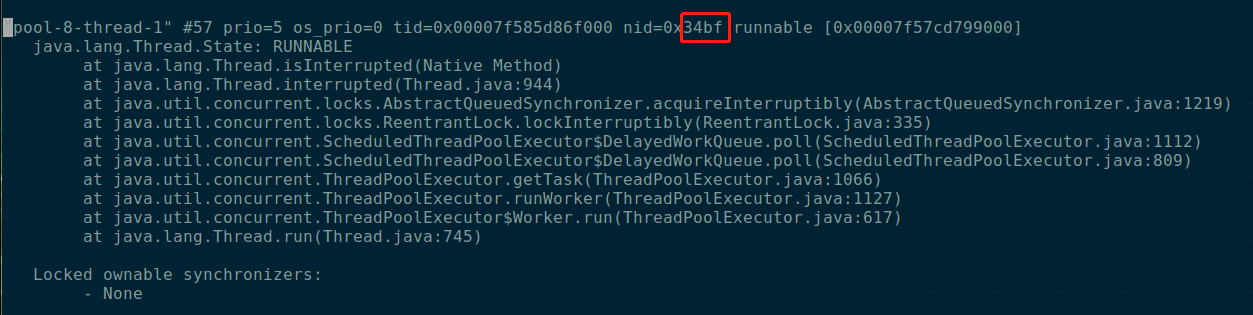 "pool-8-thread-1" #57 prio=5 os_prio=0 tid=0x00007f585d86f000 nid=0x34bf runnable [0x00007f57cd799000]
java.lang.Thread.State: RUNNABLE
at java.lang.Thread.isInterrupted(Native Method)
at java.lang.Thread.interrupted(Thread.java:944)
at java.util.concurrent.locks.AbstractQueuedSynchronizer.acquireInterruptibly(AbstractQueuedSynchronizer.java:1219)
at java.util.concurrent.locks.ReentrantLock.lockInterruptibly(ReentrantLock.java:335)
at java.util.concurrent.ScheduledThreadPoolExecutor$DelayedWorkQueue.poll(ScheduledThreadPoolExecutor.java:1112)
at java.util.concurrent.ScheduledThreadPoolExecutor$DelayedWorkQueue.poll(ScheduledThreadPoolExecutor.java:809)
at java.util.concurrent.ThreadPoolExecutor.getTask(ThreadPoolExecutor.java:1066)
at java.util.concurrent.ThreadPoolExecutor.runWorker(ThreadPoolExecutor.java:1127)
at java.util.concurrent.ThreadPoolExecutor$Worker.run(ThreadPoolExecutor.java:617)
at java.lang.Thread.run(Thread.java:745)
Locked ownable synchronizers:
- None